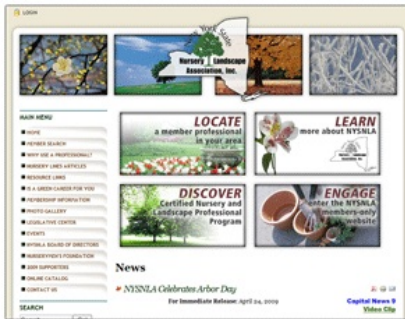 LOGIN
New York State
Nursery Landscape
Association, Inc.
MAIN MENU
HOME
MEMBER SEARCH
WHY USE A PROFESSIONAL?
NURSERY LINES ARTICLES
RESOURCE LINKS
IS A GREEN CAREER FOR YOU
MEMBERSHIP INFORMATION
PHOTO GALLERY
LEGISLATIVE CENTER
EVENTS
NYSNLA BOARD OF DIRECTORS
NURSERYMEN'S FOUNDATION
2009 SUPPORTERS
ONLINE CATALOG
CONTACT US
SEARCH
LOCATE
a member professional
in your area
LEARN
more about NYSNLA
DISCOVER
Certified Nursery and
Landscape Professional
Program
ENGAGE
enter the NYSNLA
members-only
website
News
NYSNLA Celebrates Arbor Day
For Immediate Release: April 24, 2009
Capital News 9
Video Clip